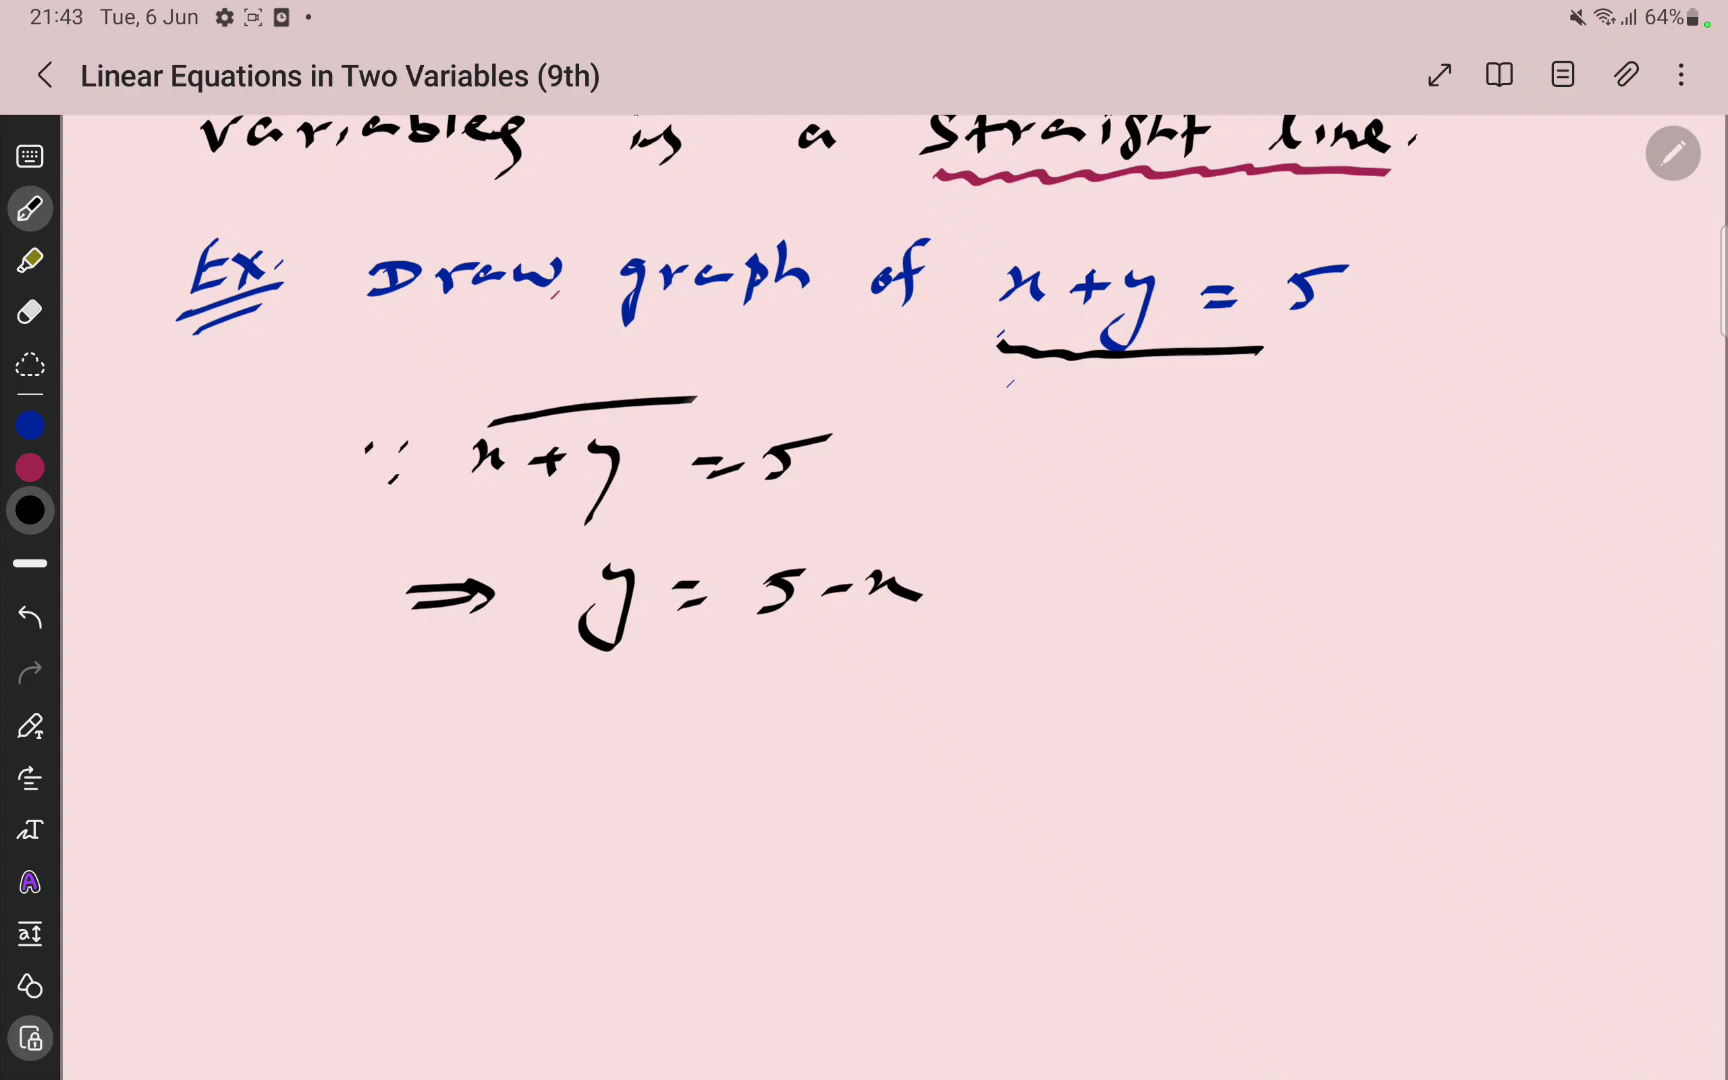 21:43 Tue, 6 Jun 64%
Linear Equations in Two Variables (9th)
variables is a straight line.
Ex: Draw graph of x+y = 5
∵ x+y = 5
⇒ y = 5-x